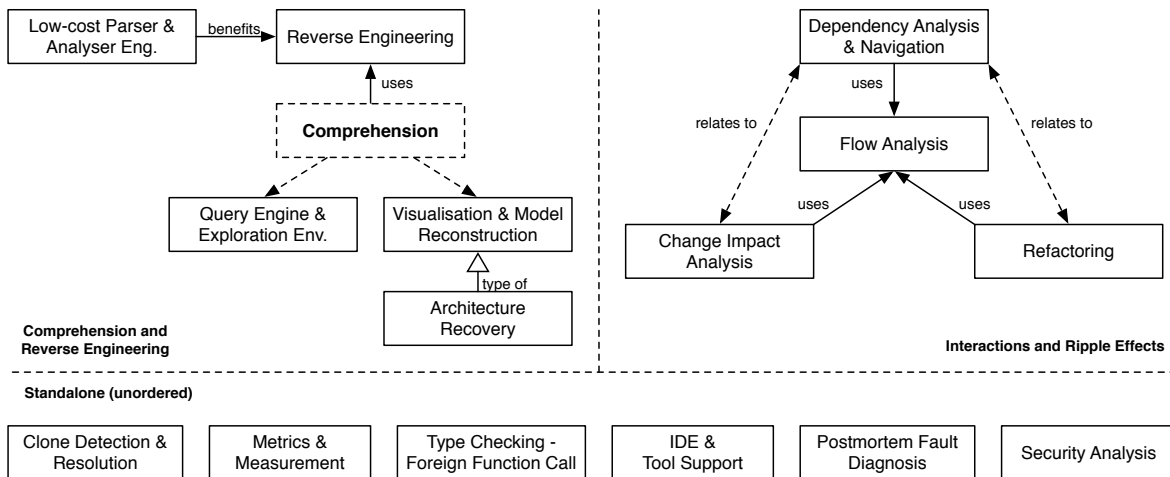 Low-cost Parser &
Analyser Eng.
benefits
Reverse Engineering
uses
Comprehension
Query Engine &
Exploration Env.
Visualisation & Model
Reconstruction
type of
Architecture
Recovery
Comprehension and
Reverse Engineering
Dependency Analysis
& Navigation
uses
relates to
relates to
Flow Analysis
uses
uses
Change Impact
Analysis
Refactoring
Interactions and Ripple Effects
Standalone (unordered)
Clone Detection &
Resolution
Metrics &
Measurement
Type Checking -
Foreign Function Call
IDE &
Tool Support
Postmortem Fault
Diagnosis
Security Analysis